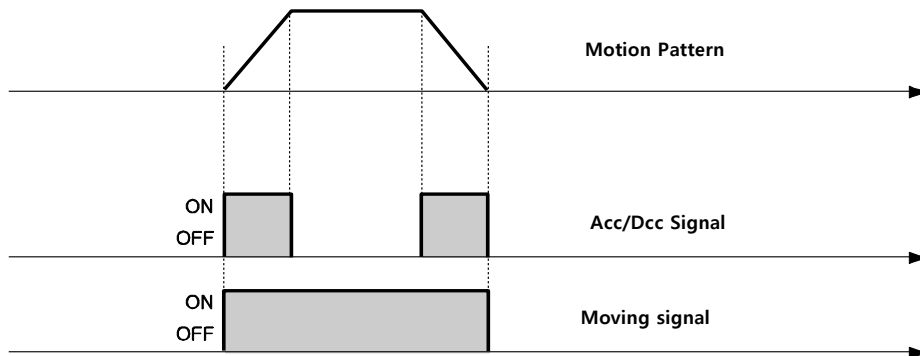 Motion Pattern
ON
OFF
Acc/Dcc Signal
ON
OFF
Moving signal